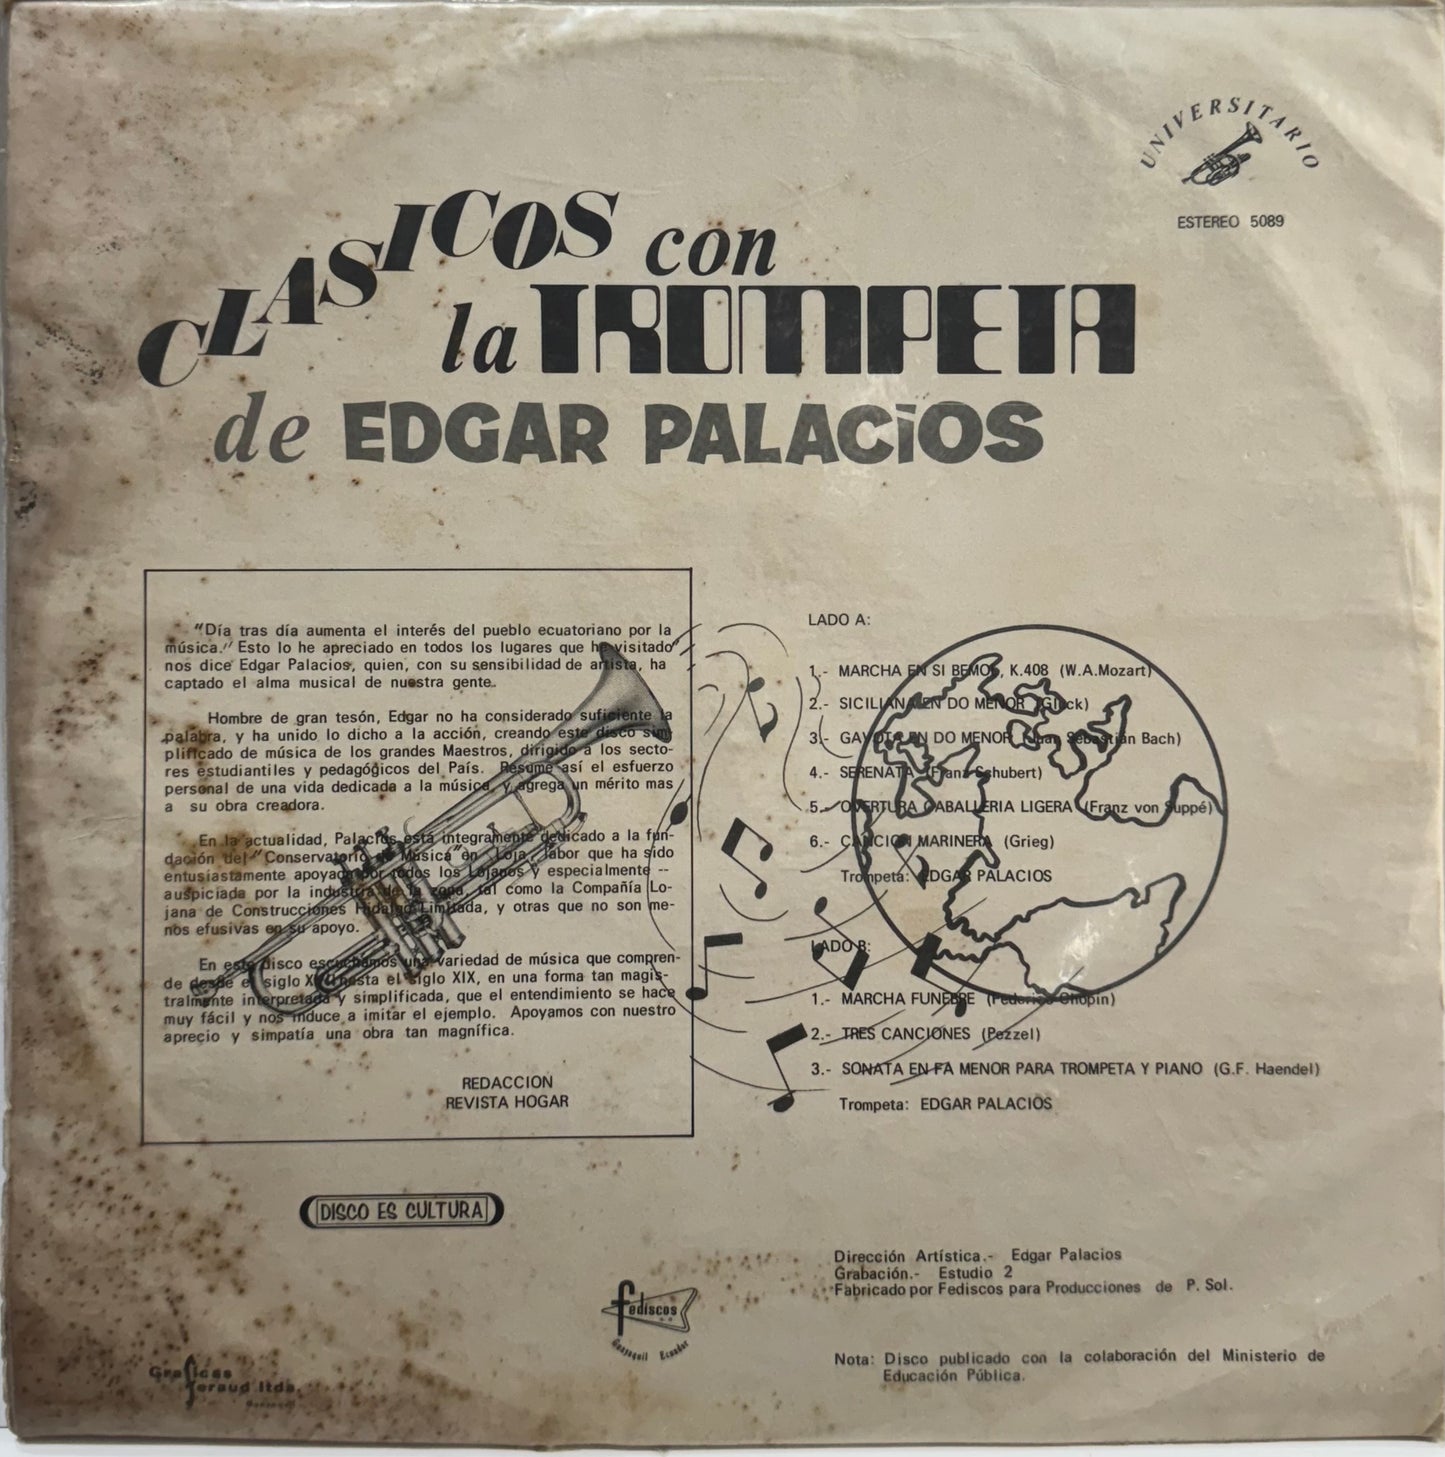 UNIVERSITARIO
ESTEREO 5089
CLASICOS con
la TROMPETA
de EDGAR PALACIOS
"Día tras día aumenta el interés del pueblo ecuatoriano por la
música." Esto lo he apreciado en todos los lugares que he visitado"
nos dice Edgar Palacios, quien, con su sensibilidad de artista, ha
captado el alma musical de nuestra gente.
Hombre de gran tesón, Edgar no ha considerado suficiente la
palabra, y ha unido lo dicho a la acción, creando este disco sim-
plificado de música de los grandes Maestros, dirigido a los secto-
res estudiantiles y pedagógicos del País. Resume así el esfuerzo
personal de una vida dedicada a la música, y agrega un mérito mas
a su obra creadora.
En la actualidad, Palacios está integramente dedicado a la fun-
dación del "Conservatorio de Música" en Loja, labor que ha sido
entusiastamente apoyada por todos los Lojanos y especialmente --
auspiciada por la industria de la zona, tal como la Compañía Lo-
jana de Construcciones Hidalgo Limitada, y otras que no son me-
nos efusivas en su apoyo.
En este disco escuchamos una variedad de música que compren-
de desde el siglo hasta el siglo XIX, en una forma tan magis-
tralmente interpretada y simplificada, que el entendimiento se hace
muy fácil y nos induce a imitar el ejemplo. Apoyamos con nuestro
aprecio y simpatía una obra tan magnífica.
REDACCION
REVISTA HOGAR
LADO A:
1.- MARCHA EN SI BEMOL, K.408 (W.A.Mozart)
2.- SICILIANA EN DO MENOR (Gluck)
3.- GAVOTA EN DO MENOR (Juan Sebastián Bach)
4.- SERENATA (Franz Schubert)
5.- OVERTURA CABALLERIA LIGERA (Franz von Suppé)
6.- CANCION MARINERA (Grieg)
Trompeta: EDGAR PALACIOS
LADO B:
1.- MARCHA FUNEBRE (Federico Chopin)
2.- TRES CANCIONES (Pezzel)
3.- SONATA EN FA MENOR PARA TROMPETA Y PIANO (G.F. Haendel)
Trompeta: EDGAR PALACIOS
DISCO ES CULTURA
Dirección Artística.- Edgar Palacios
Grabación.- Estudio 2
Fabricado por Fediscos para Producciones de P. Sol.
fediscos
Guayaquil Ecuador
Nota: Disco publicado con la colaboración del Ministerio de
Educación Pública.
Graficas
feraud ltda.